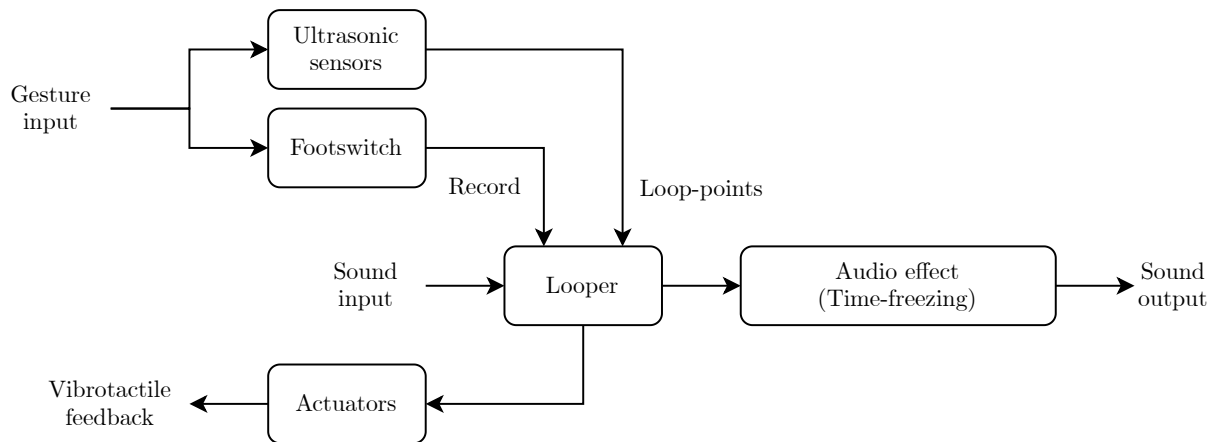 Ultrasonic
sensors
Gesture
input
Footswitch
Record
Loop-points
Sound
input
Looper
Audio effect
(Time-freezing)
Sound
output
Vibrotactile
feedback
Actuators